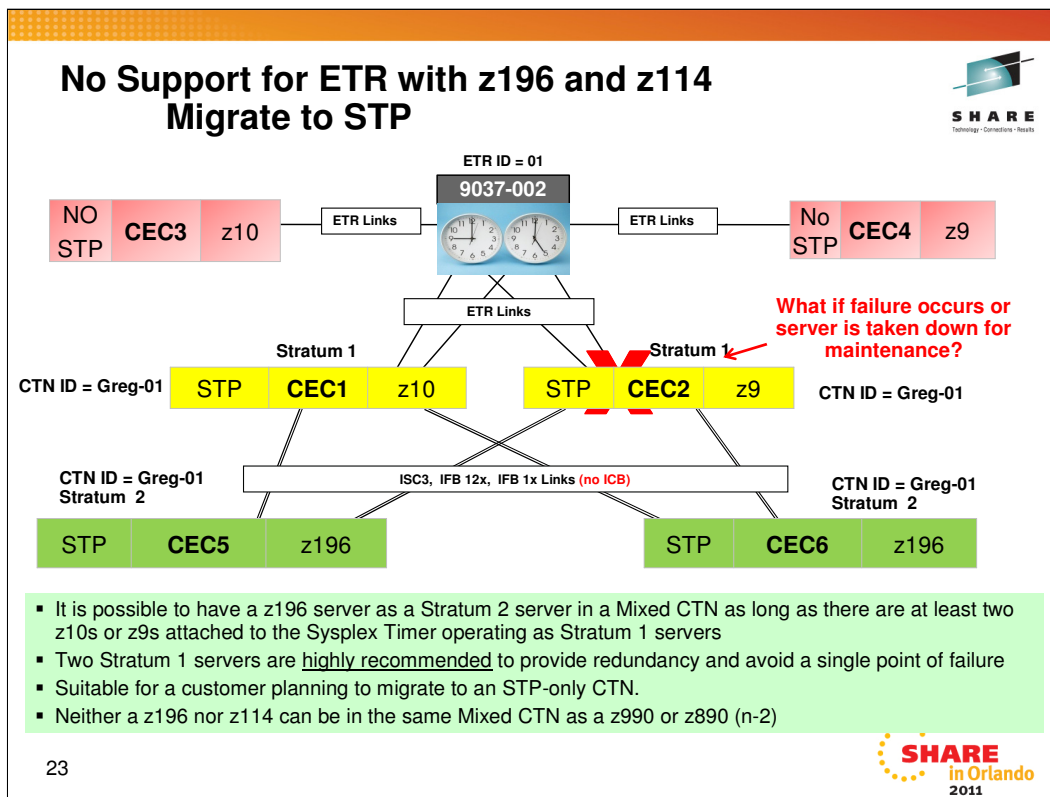 No Support for ETR with z196 and z114
Migrate to STP
SHARE
Technology · Connections · Results
ETR ID = 01
9037-002
NO STP
CEC3
z10
ETR Links
ETR Links
No STP
CEC4
z9
ETR Links
What if failure occurs or
server is taken down for
maintenance?
Stratum 1
Stratum 1
CTN ID = Greg-01
STP
CEC1
z10
STP
CEC2
z9
CTN ID = Greg-01
CTN ID = Greg-01
Stratum 2
ISC3, IFB 12x, IFB 1x Links (no ICB)
CTN ID = Greg-01
Stratum 2
STP
CEC5
z196
STP
CEC6
z196
▪ It is possible to have a z196 server as a Stratum 2 server in a Mixed CTN as long as there are at least two
z10s or z9s attached to the Sysplex Timer operating as Stratum 1 servers
▪ Two Stratum 1 servers are highly recommended to provide redundancy and avoid a single point of failure
▪ Suitable for a customer planning to migrate to an STP-only CTN.
▪ Neither a z196 nor z114 can be in the same Mixed CTN as a z990 or z890 (n-2)
23
SHARE
in Orlando
2011